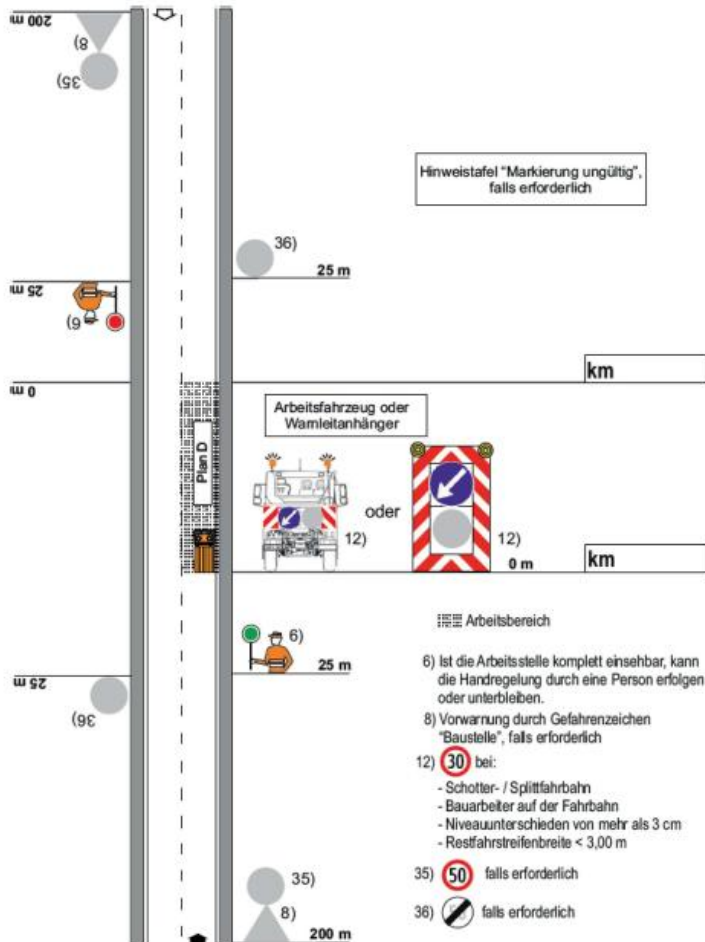 200 m
8)
35)
Hinweistafel "Markierung ungültig",
falls erforderlich
36)
25 m
25 m
6)
km
0 m
Arbeitsfahrzeug oder
Warnleitanhänger
Plan D
oder
12)
12)
0 m
km
Arbeitsbereich
6)
25 m
25 m
36)
6) Ist die Arbeitsstelle komplett einsehbar, kann
die Handregelung durch eine Person erfolgen
oder unterbleiben.
8) Vorwarnung durch Gefahrenzeichen
"Baustelle", falls erforderlich
12) 30 bei:
- Schotter- / Splittfahrbahn
- Bauarbeiter auf der Fahrbahn
- Niveauunterschieden von mehr als 3 cm
- Restfahrstreifenbreite < 3,00 m
35) 50 falls erforderlich
36) falls erforderlich
35)
8)
200 m